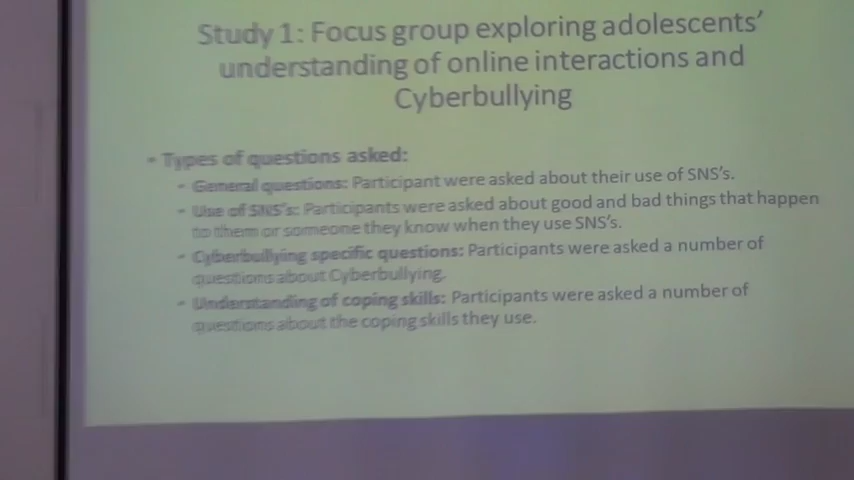 Study 1: Focus group exploring adolescents'
understanding of online interactions and
Cyberbullying
- Types of questions asked:
- General questions: Participant were asked about their use of SNS's.
- Use of SNS's: Participants were asked about good and bad things that happen
to them or someone they know when they use SNS's.
- Cyberbullying specific questions: Participants were asked a number of
questions about Cyberbullying.
- Understanding of coping skills: Participants were asked a number of
questions about the coping skills they use.